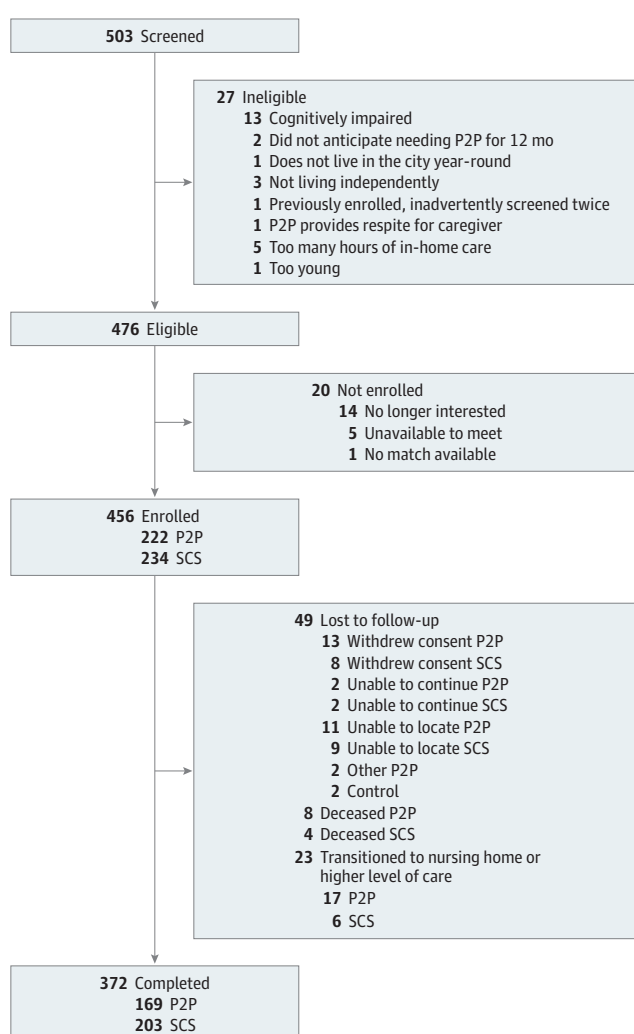 503 Screened
27 Ineligible
13 Cognitively impaired
2 Did not anticipate needing P2P for 12 mo
1 Does not live in the city year-round
3 Not living independently
1 Previously enrolled, inadvertently screened twice
1 P2P provides respite for caregiver
5 Too many hours of in-home care
1 Too young
476 Eligible
20 Not enrolled
14 No longer interested
5 Unavailable to meet
1 No match available
456 Enrolled
222 P2P
234 SCS
49 Lost to follow-up
13 Withdrew consent P2P
8 Withdrew consent SCS
2 Unable to continue P2P
2 Unable to continue SCS
11 Unable to locate P2P
9 Unable to locate SCS
2 Other P2P
2 Control
8 Deceased P2P
4 Deceased SCS
23 Transitioned to nursing home or
higher level of care
17 P2P
6 SCS
372 Completed
169 P2P
203 SCS